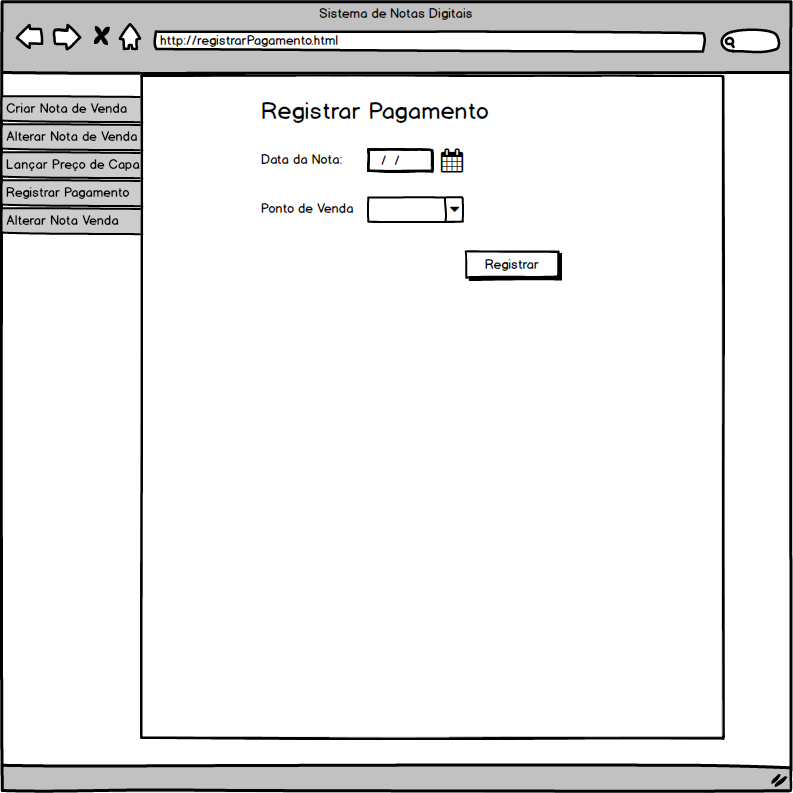 Sistema de Notas Digitais
http://registrarPagamento.html
Criar Nota de Venda
Alterar Nota de Venda
Lançar Preço de Capa
Registrar Pagamento
Alterar Nota Venda
Registrar Pagamento
Data da Nota: / /
Ponto de Venda
Registrar